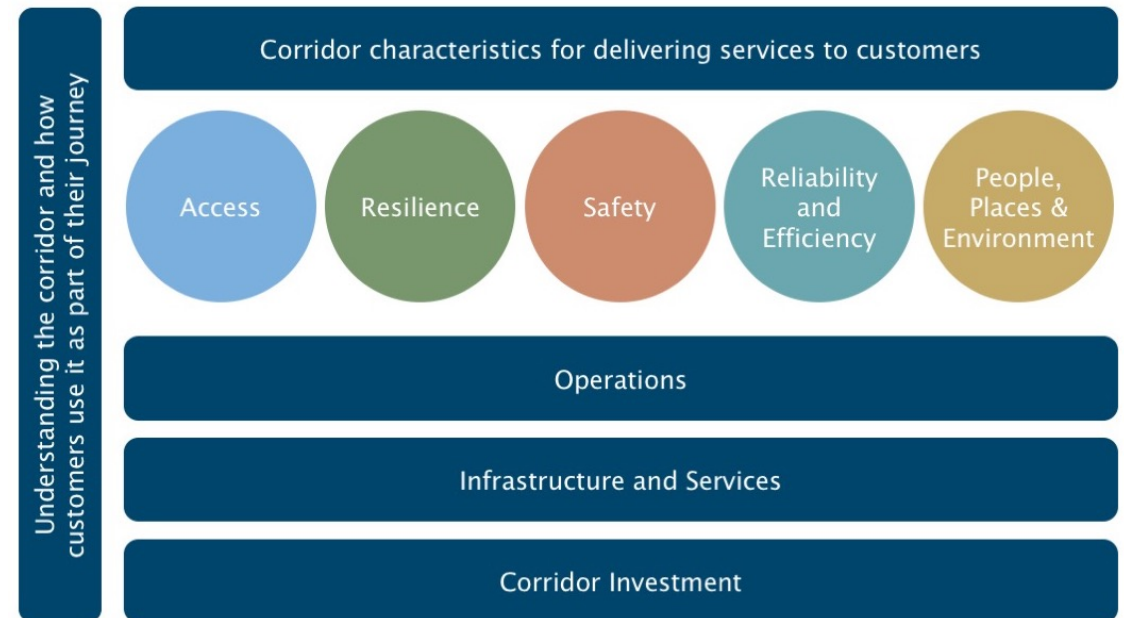 Understanding the corridor and how
customers use it as part of their journey
Corridor characteristics for delivering services to customers
Access
Resilience
Safety
Reliability
and
Efficiency
People,
Places &
Environment
Operations
Infrastructure and Services
Corridor Investment